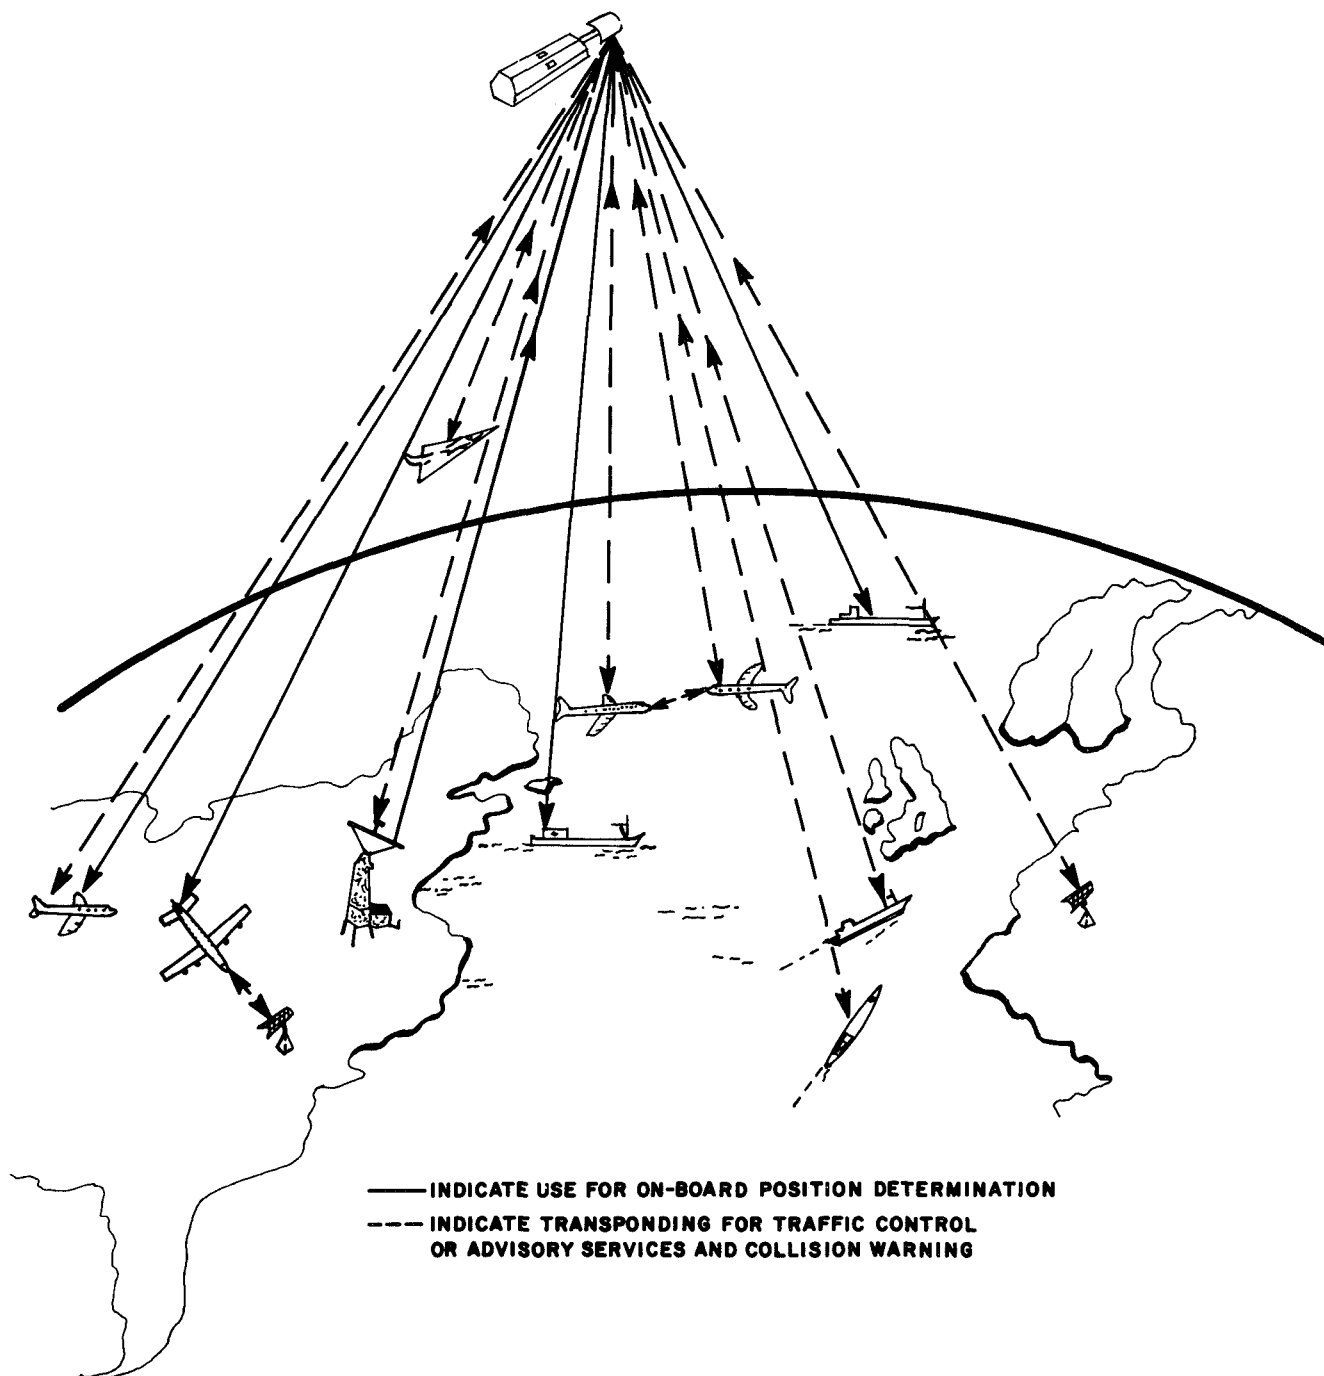 INDICATE USE FOR ON-BOARD POSITION DETERMINATION
INDICATE TRANSPONDING FOR TRAFFIC CONTROL
OR ADVISORY SERVICES AND COLLISION WARNING